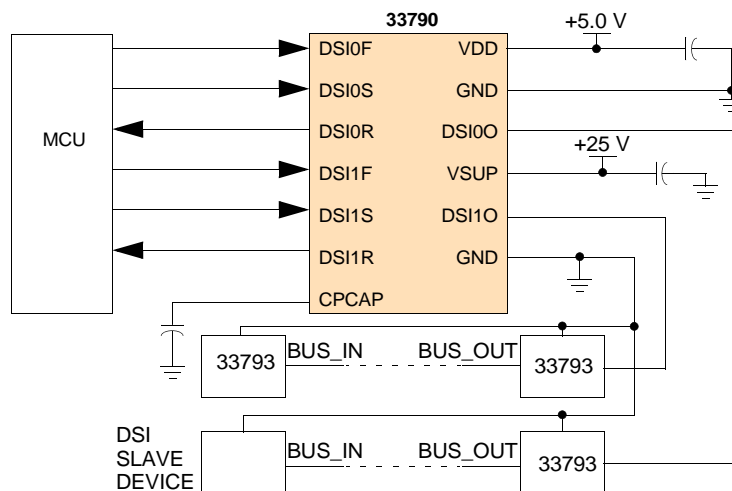 33790
+5.0 V
MCU
DSI0F
DSI0S
DSI0R
DSI1F
DSI1S
DSI1R
CPCAP
VDD
GND
DSI0O
VSUP
DSI1O
GND
+25 V
33793
BUS_IN
BUS_OUT
33793
DSI
SLAVE
DEVICE
BUS_IN
BUS_OUT
33793